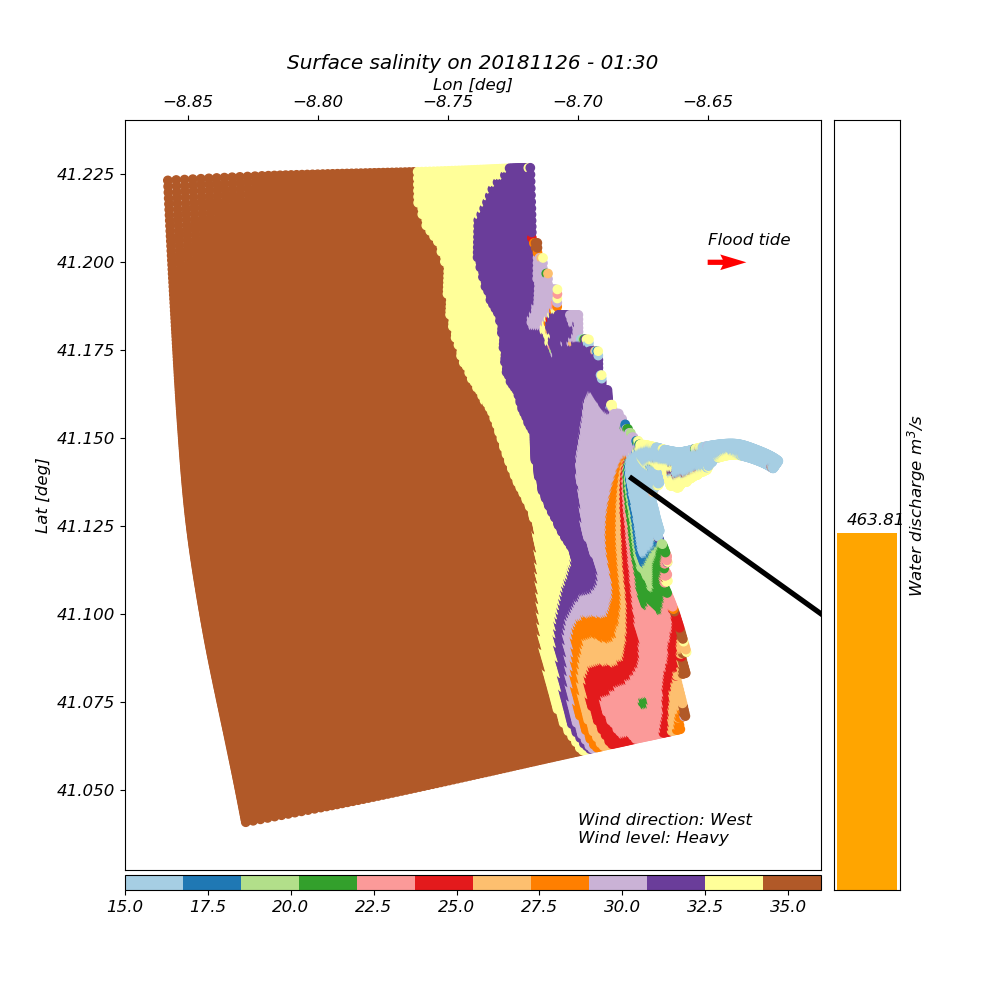 Surface salinity on 20181126 - 01:30
Lon [deg]
−8.85 −8.80 −8.75 −8.70 −8.65
41.225
41.200
41.175
41.150
41.125
41.100
41.075
41.050
Lat [deg]
Flood tide
Wind direction: West
Wind level: Heavy
15.0 17.5 20.0 22.5 25.0 27.5 30.0 32.5 35.0
463.81
Water discharge m³/s